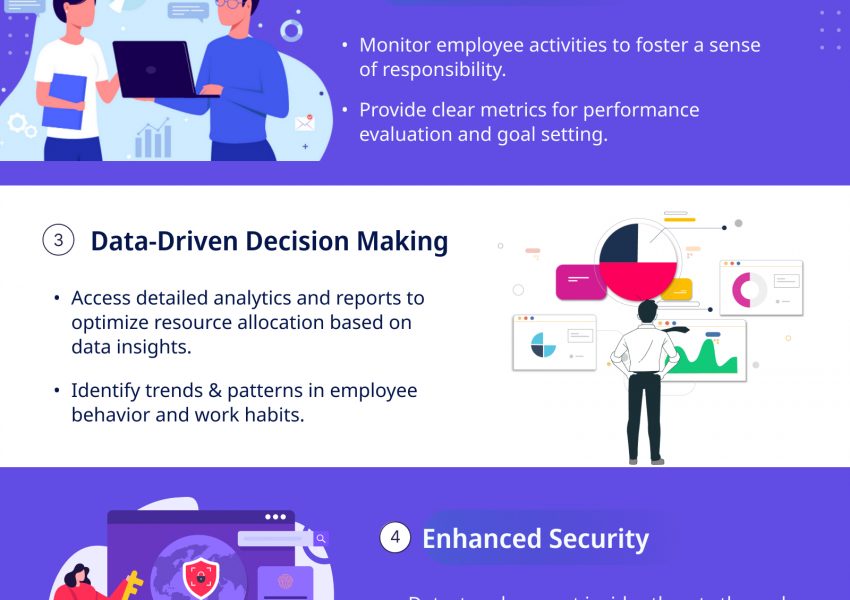 • Monitor employee activities to foster a sense
of responsibility.
• Provide clear metrics for performance
evaluation and goal setting.
3 Data-Driven Decision Making
• Access detailed analytics and reports to
optimize resource allocation based on
data insights.
• Identify trends & patterns in employee
behavior and work habits.
4 Enhanced Security